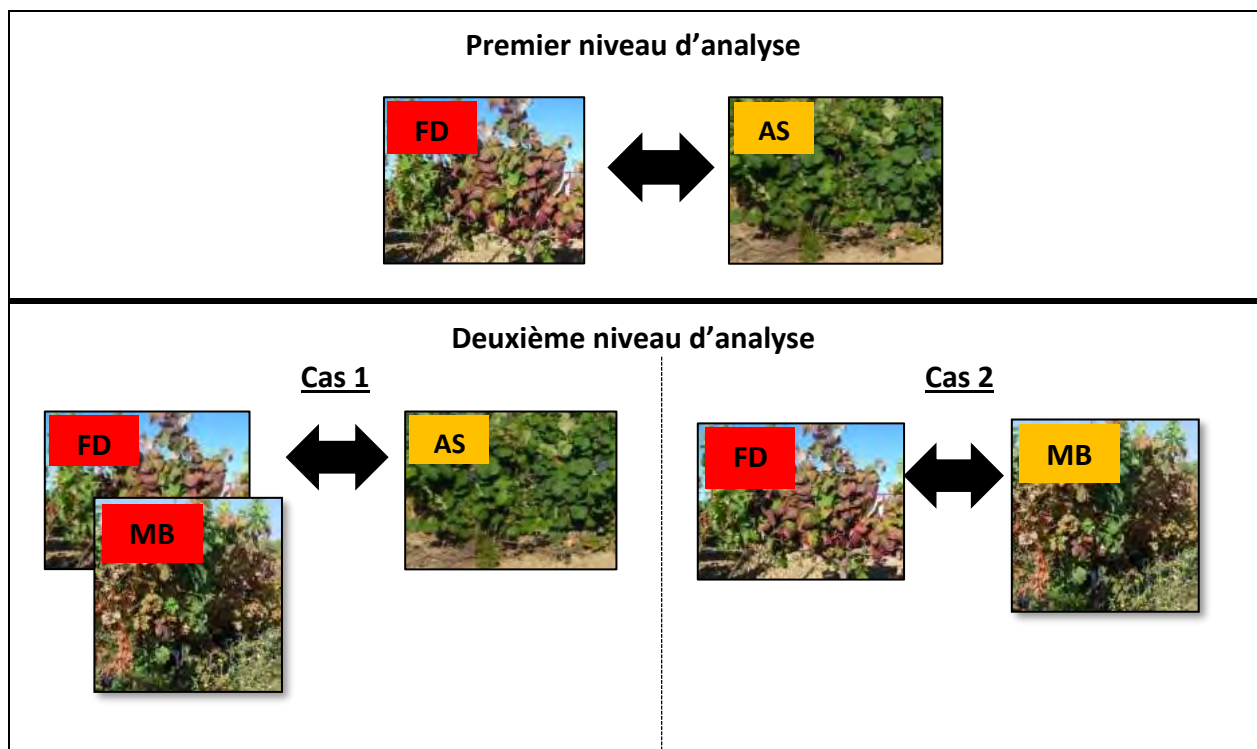 Premier niveau d’analyse
FD
AS
Deuxième niveau d’analyse
Cas 1
Cas 2
FD
AS
MB
FD
MB